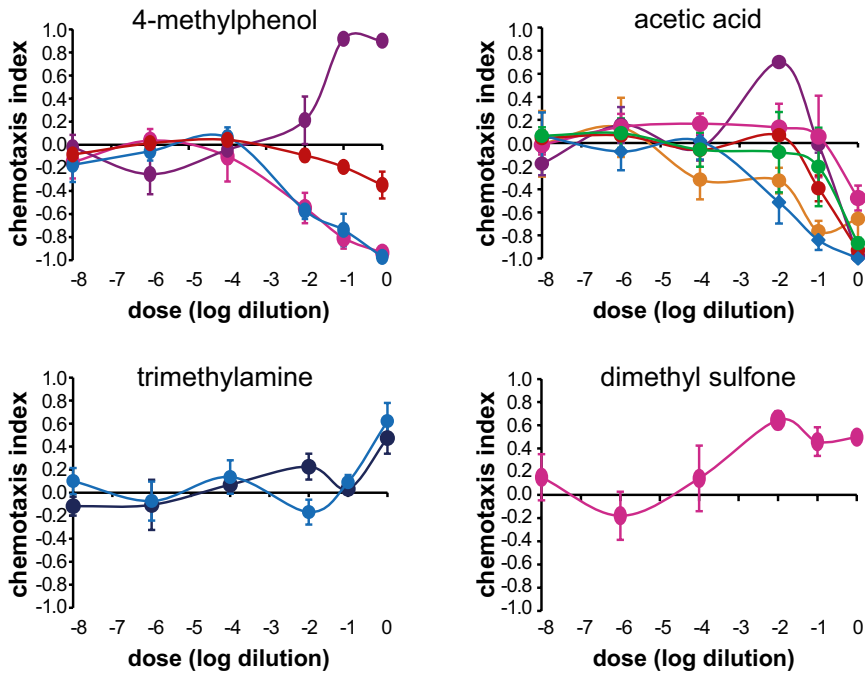 4-methylphenol
chemotaxis index
1.0
0.8
0.6
0.4
0.2
0.0
-0.2
-0.4
-0.6
-0.8
-1.0
-8 -7 -6 -5 -4 -3 -2 -1 0
dose (log dilution)
acetic acid
chemotaxis index
1.0
0.8
0.6
0.4
0.2
0.0
-0.2
-0.4
-0.6
-0.8
-1.0
-8 -7 -6 -5 -4 -3 -2 -1 0
dose (log dilution)
trimethylamine
chemotaxis index
1.0
0.8
0.6
0.4
0.2
0.0
-0.2
-0.4
-0.6
-0.8
-1.0
-8 -7 -6 -5 -4 -3 -2 -1 0
dose (log dilution)
dimethyl sulfone
chemotaxis index
1.0
0.8
0.6
0.4
0.2
0.0
-0.2
-0.4
-0.6
-0.8
-1.0
-8 -7 -6 -5 -4 -3 -2 -1 0
dose (log dilution)